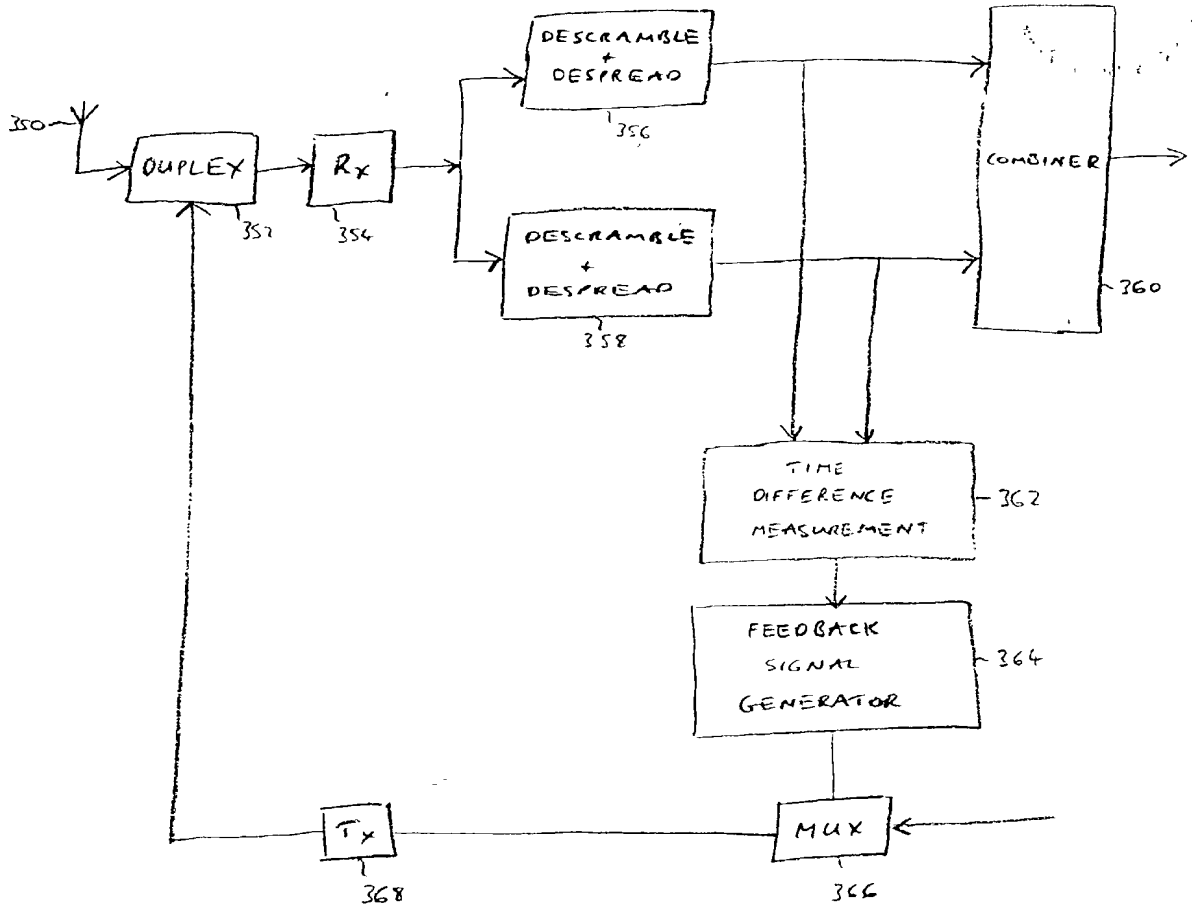 DESCRAMBLE
+
DESPREAD
356
350
DUPLEX
352
Rx
354
DESCRAMBLE
+
DESPREAD
358
COMBINER
360
TIME
DIFFERENCE
MEASUREMENT
362
FEEDBACK
SIGNAL
GENERATOR
364
Tx
368
MUX
366